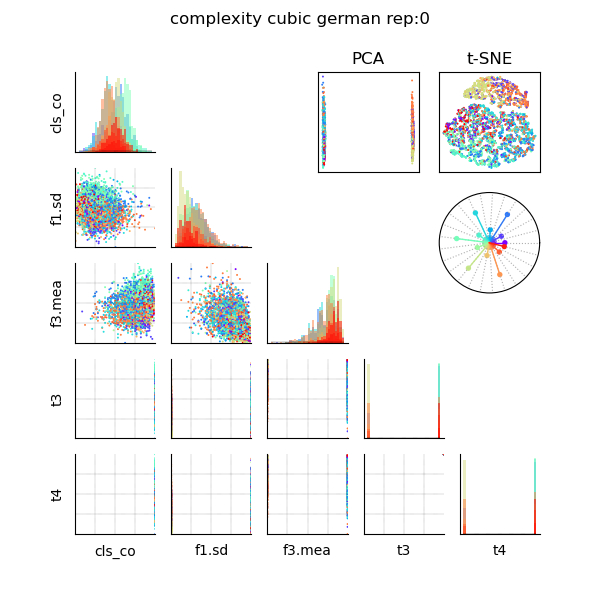 complexity cubic german rep:0
PCA
t-SNE
cls_co
f1.sd
f3.mea
t3
t4
cls_co
f1.sd
f3.mea
t3
t4